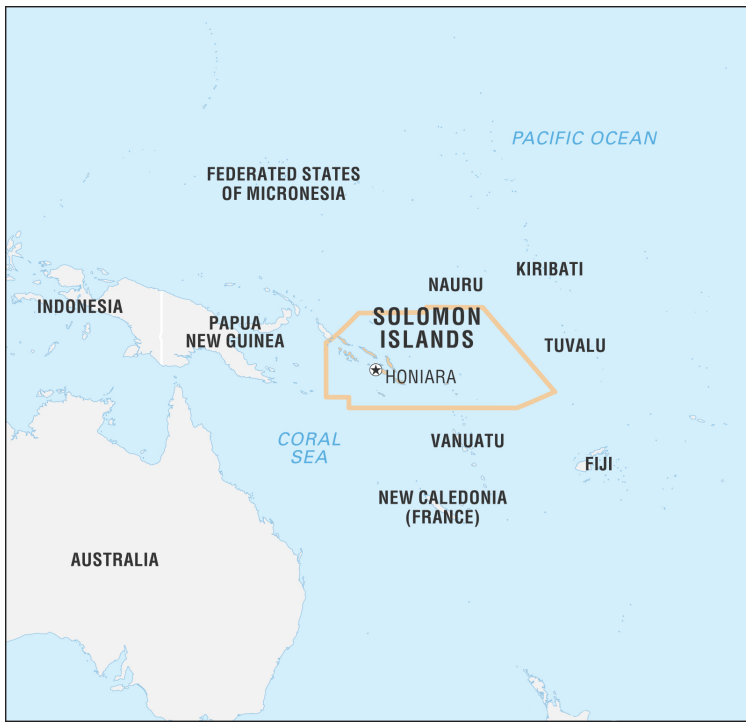 PACIFIC OCEAN
FEDERATED STATES
OF MICRONESIA
KIRIBATI
NAURU
INDONESIA
PAPUA
NEW GUINEA
SOLOMON
ISLANDS
TUVALU
HONIARA
CORAL
SEA
VANUATU
FIJI
NEW CALEDONIA
(FRANCE)
AUSTRALIA